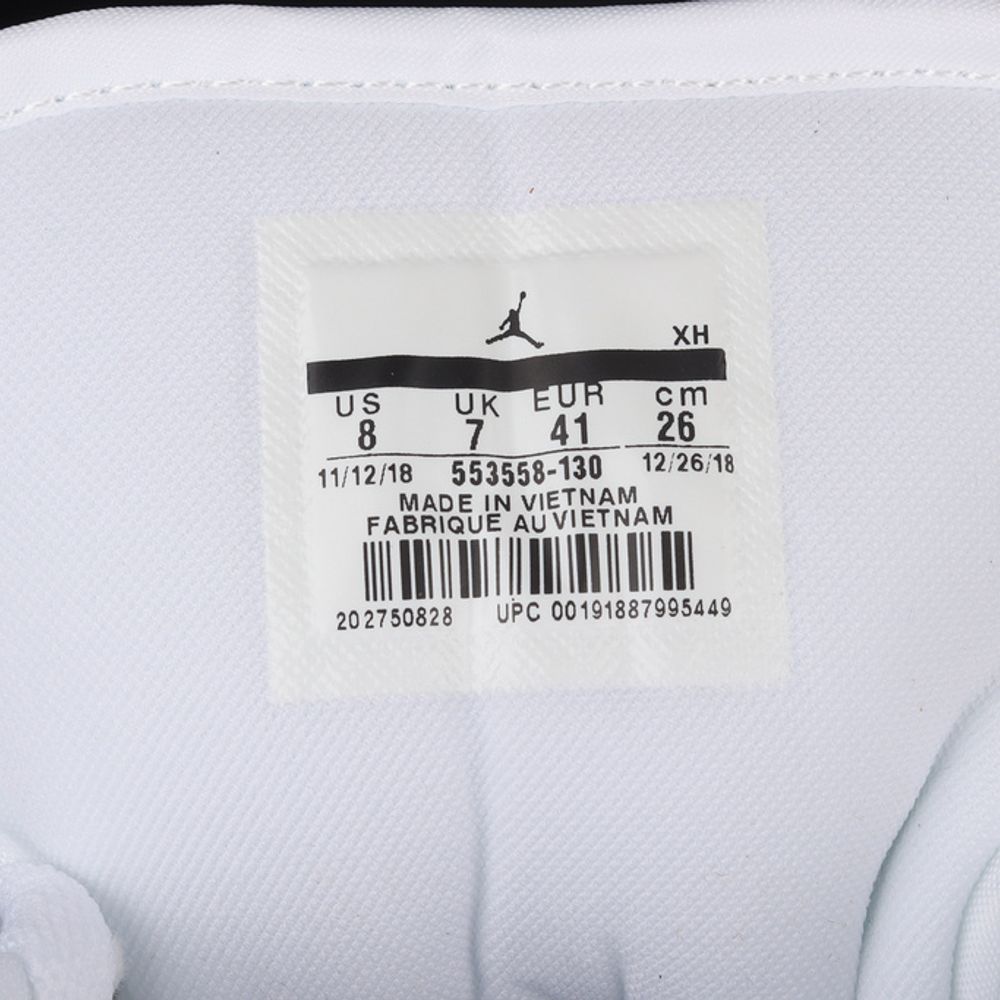 XH
US UK EUR cm
8 7 41 26
11/12/18 553558-130 12/26/18
MADE IN VIETNAM
FABRIQUE AU VIETNAM
202750828 UPC 00191887995449